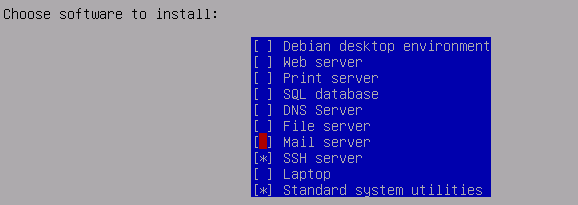 Choose software to install:
[ ] Debian desktop environment
[ ] Web server
[ ] Print server
[ ] SQL database
[ ] DNS Server
[ ] File server
[ ] Mail server
[*] SSH server
[ ] Laptop
[*] Standard system utilities